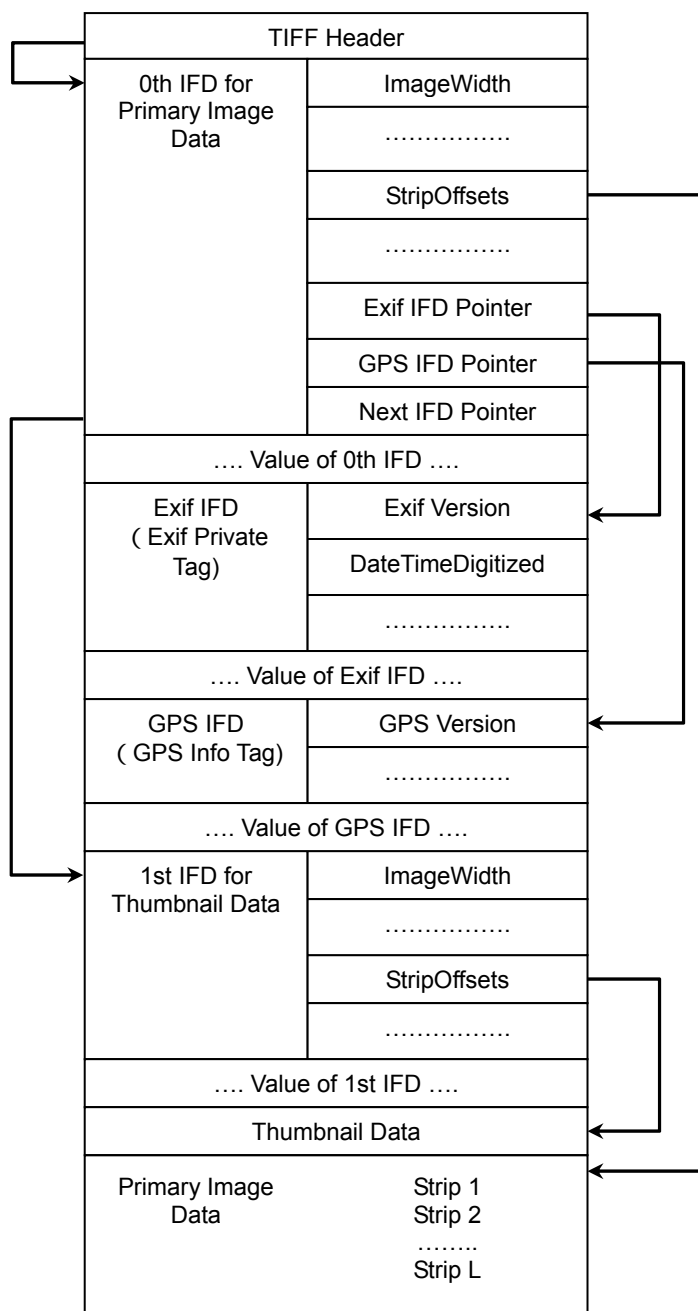 TIFF Header
0th IFD for
Primary Image
Data
ImageWidth
…………….
StripOffsets
…………….
Exif IFD Pointer
GPS IFD Pointer
Next IFD Pointer
…. Value of 0th IFD ….
Exif IFD
( Exif Private
Tag)
Exif Version
DateTimeDigitized
…………….
…. Value of Exif IFD ….
GPS IFD
( GPS Info Tag)
GPS Version
…………….
…. Value of GPS IFD ….
1st IFD for
Thumbnail Data
ImageWidth
…………….
StripOffsets
…………….
…. Value of 1st IFD ….
Thumbnail Data
Primary Image
Data
Strip 1
Strip 2
……..
Strip L